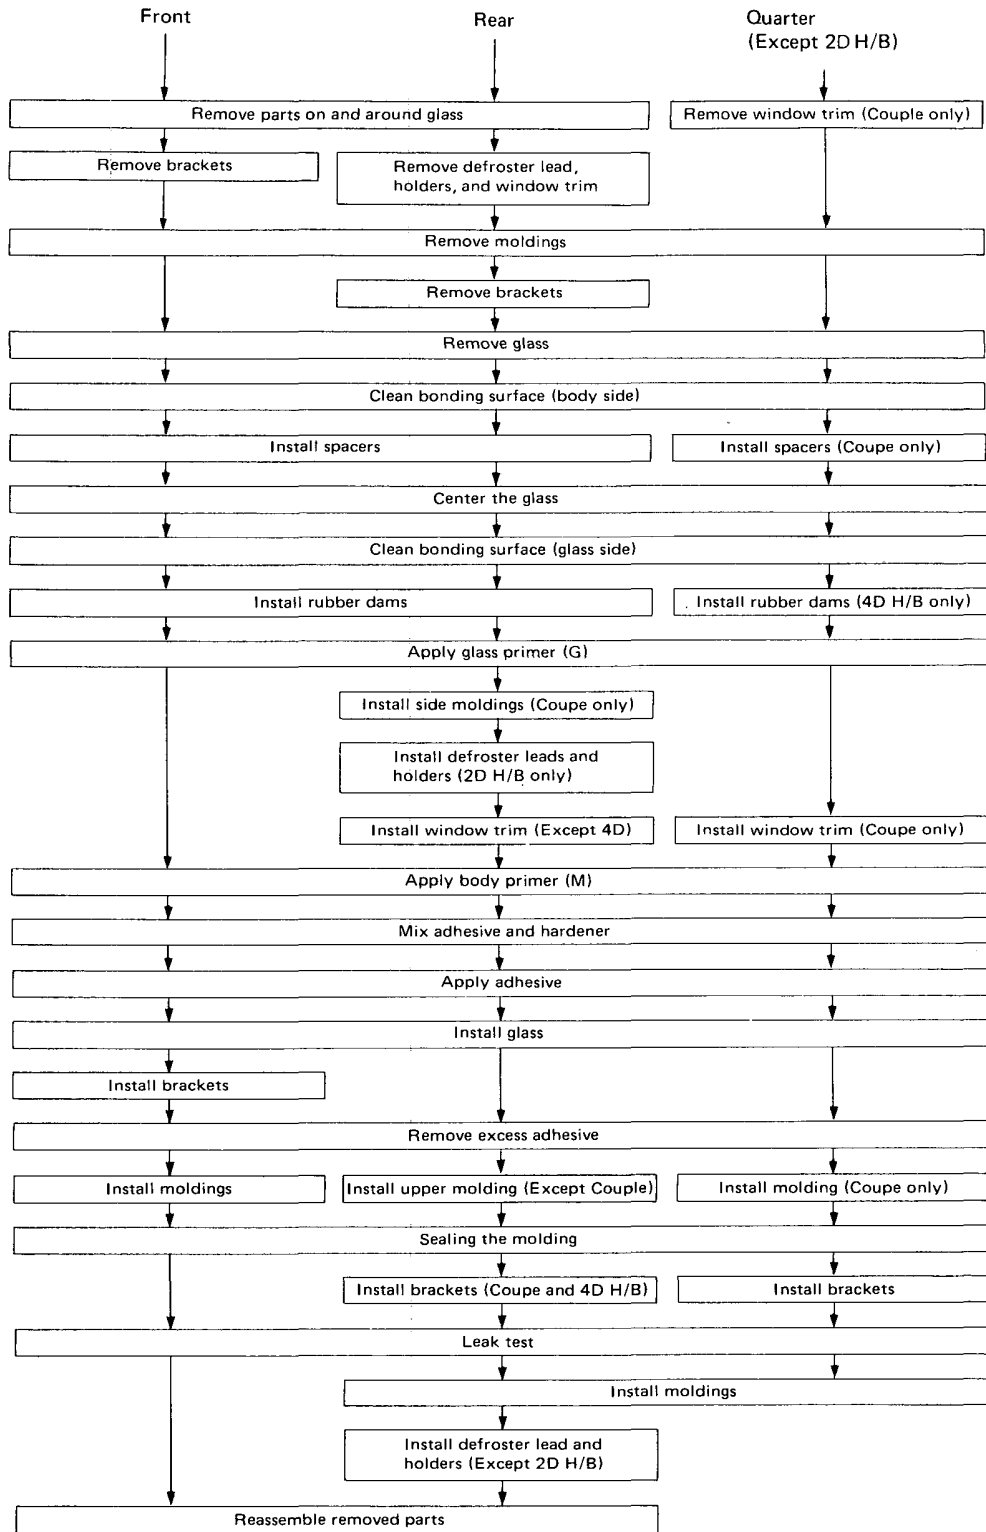 Front
Rear
Quarter
(Except 2D H/B)
Remove parts on and around glass
Remove window trim (Couple only)
Remove brackets
Remove defroster lead,
holders, and window trim
Remove moldings
Remove brackets
Remove glass
Clean bonding surface (body side)
Install spacers
Install spacers (Coupe only)
Center the glass
Clean bonding surface (glass side)
Install rubber dams
Install rubber dams (4D H/B only)
Apply glass primer (G)
Install side moldings (Coupe only)
Install defroster leads and
holders (2D H/B only)
Install window trim (Except 4D)
Install window trim (Coupe only)
Apply body primer (M)
Mix adhesive and hardener
Apply adhesive
Install glass
Install brackets
Remove excess adhesive
Install moldings
Install upper molding (Except Couple)
Install molding (Coupe only)
Sealing the molding
Install brackets (Coupe and 4D H/B)
Install brackets
Leak test
Install moldings
Install defroster lead and
holders (Except 2D H/B)
Reassemble removed parts